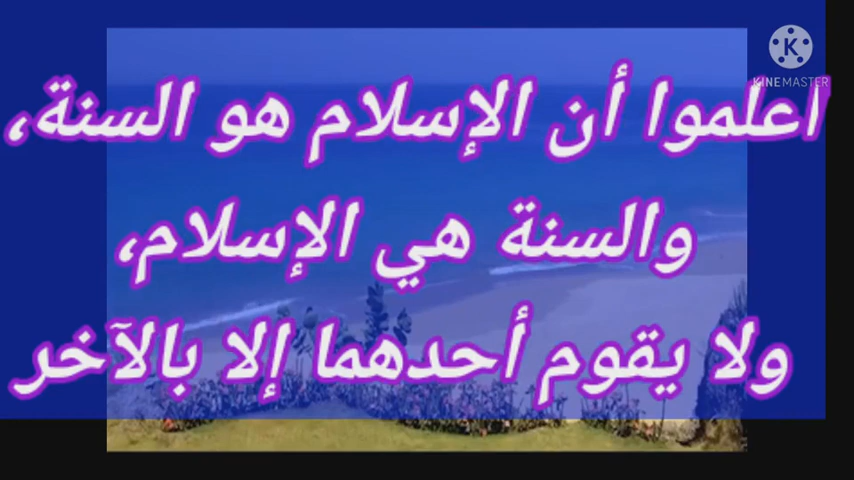 KINEMASTER
اعلموا أن الإسلام هو السنة،
والسنة هي الإسلام،
ولا يقوم أحدهما إلا بالآخر